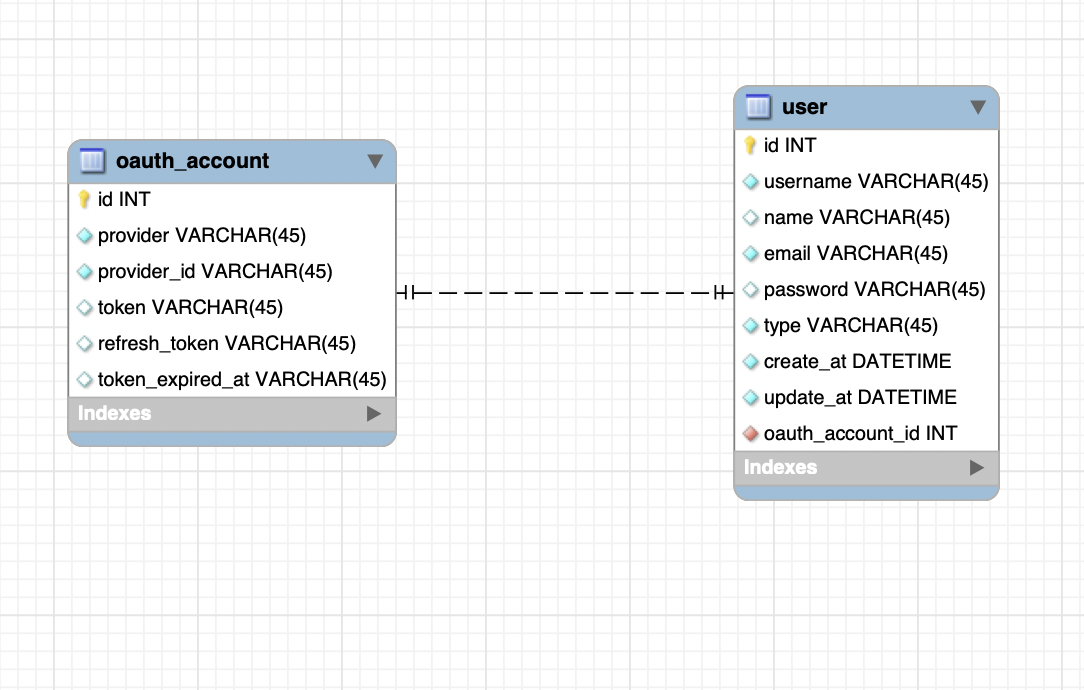 oauth_account
id INT
provider VARCHAR(45)
provider_id VARCHAR(45)
token VARCHAR(45)
refresh_token VARCHAR(45)
token_expired_at VARCHAR(45)
Indexes
user
id INT
username VARCHAR(45)
name VARCHAR(45)
email VARCHAR(45)
password VARCHAR(45)
type VARCHAR(45)
create_at DATETIME
update_at DATETIME
oauth_account_id INT
Indexes